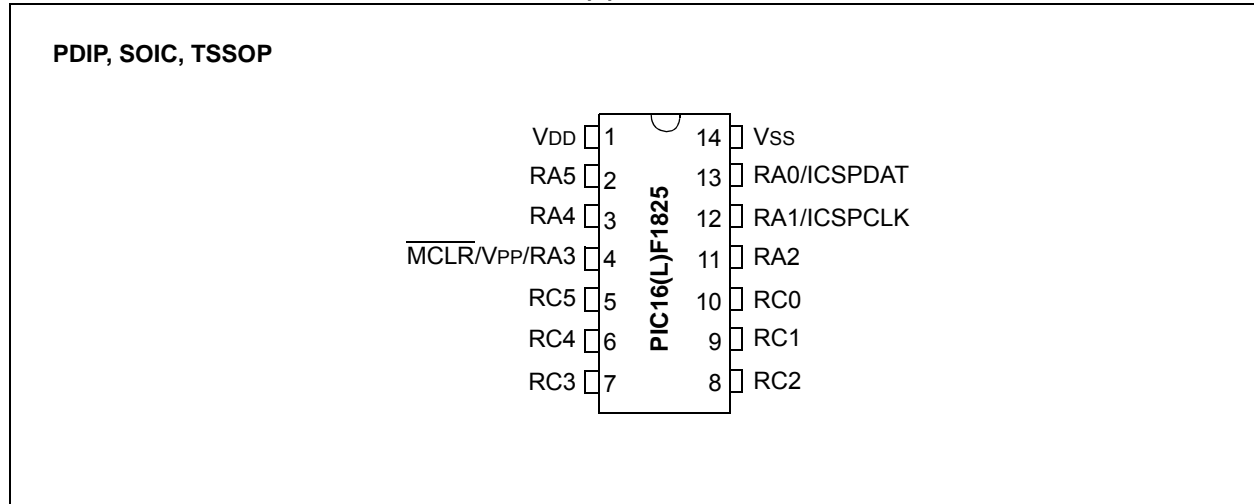 PDIP, SOIC, TSSOP
VDD 1 14 VSS
RA5 2 13 RA0/ICSPDAT
RA4 3 12 RA1/ICSPCLK
MCLR/VPP/RA3 4 11 RA2
RC5 5 10 RC0
RC4 6 9 RC1
RC3 7 8 RC2
PIC16(L)F1825